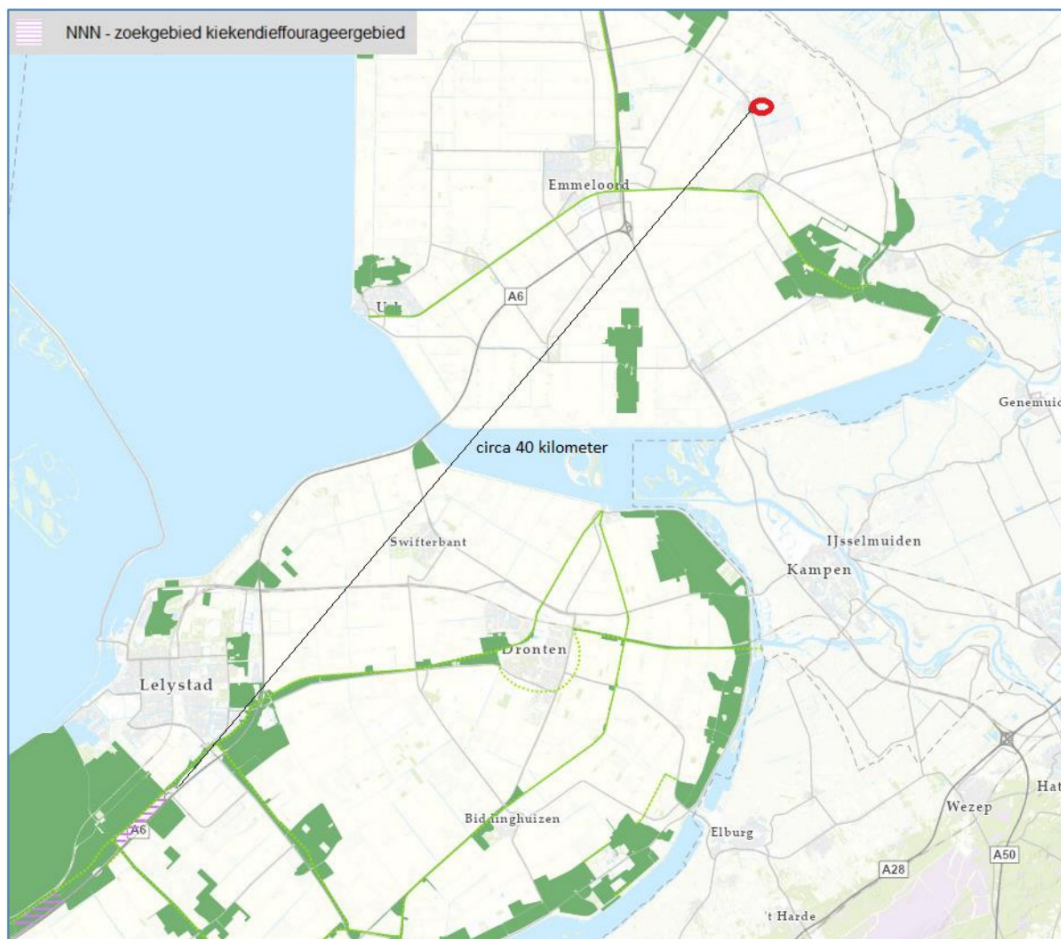 NNN - zoekgebied kiekendieffourageergebied
Emmeloord
A6
Genemuid
circa 40 kilometer
Swifterbant
IJsselmuiden
Kampen
Dronten
Lelystad
A6
Biddinghuizen
Elburg
Wezep
Hat
A28
A50
't Harde